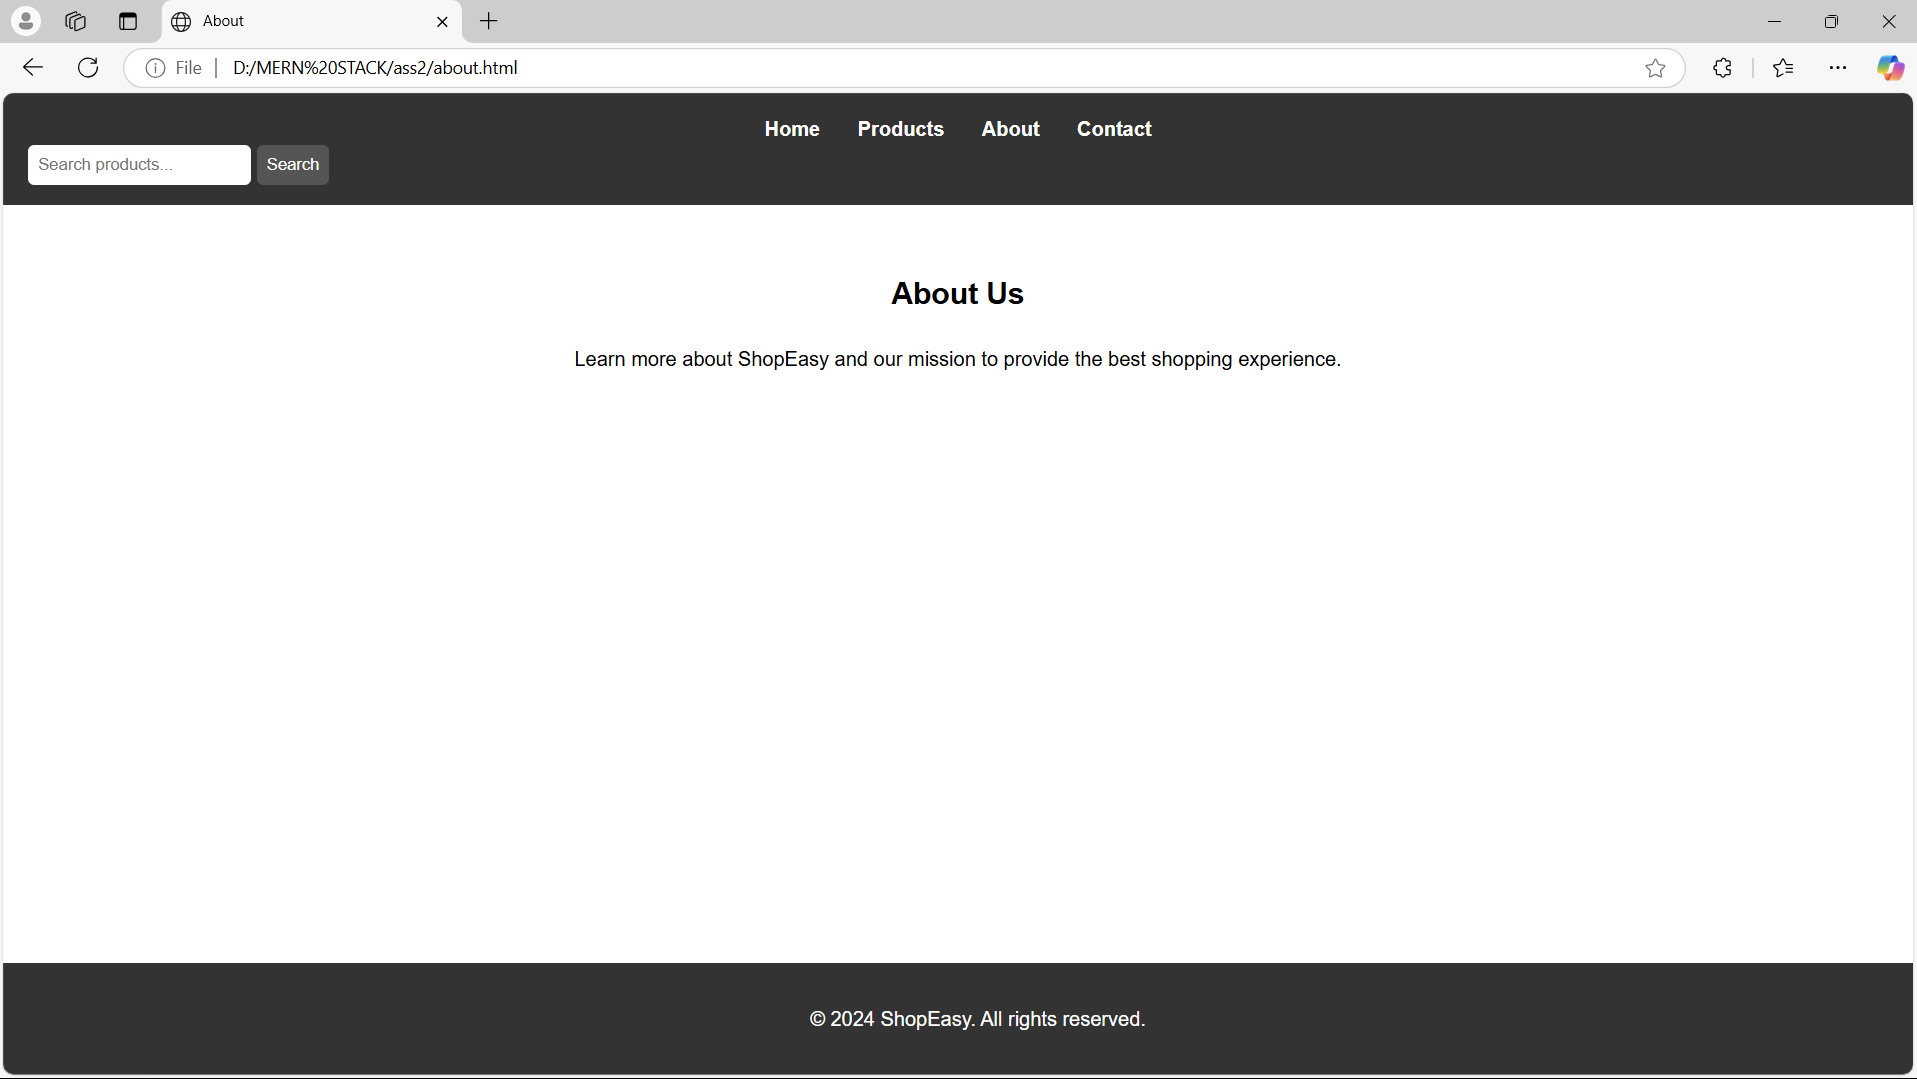 About
File D:/MERN%20STACK/ass2/about.html
Home Products About Contact
Search products... Search
About Us
Learn more about ShopEasy and our mission to provide the best shopping experience.
© 2024 ShopEasy. All rights reserved.